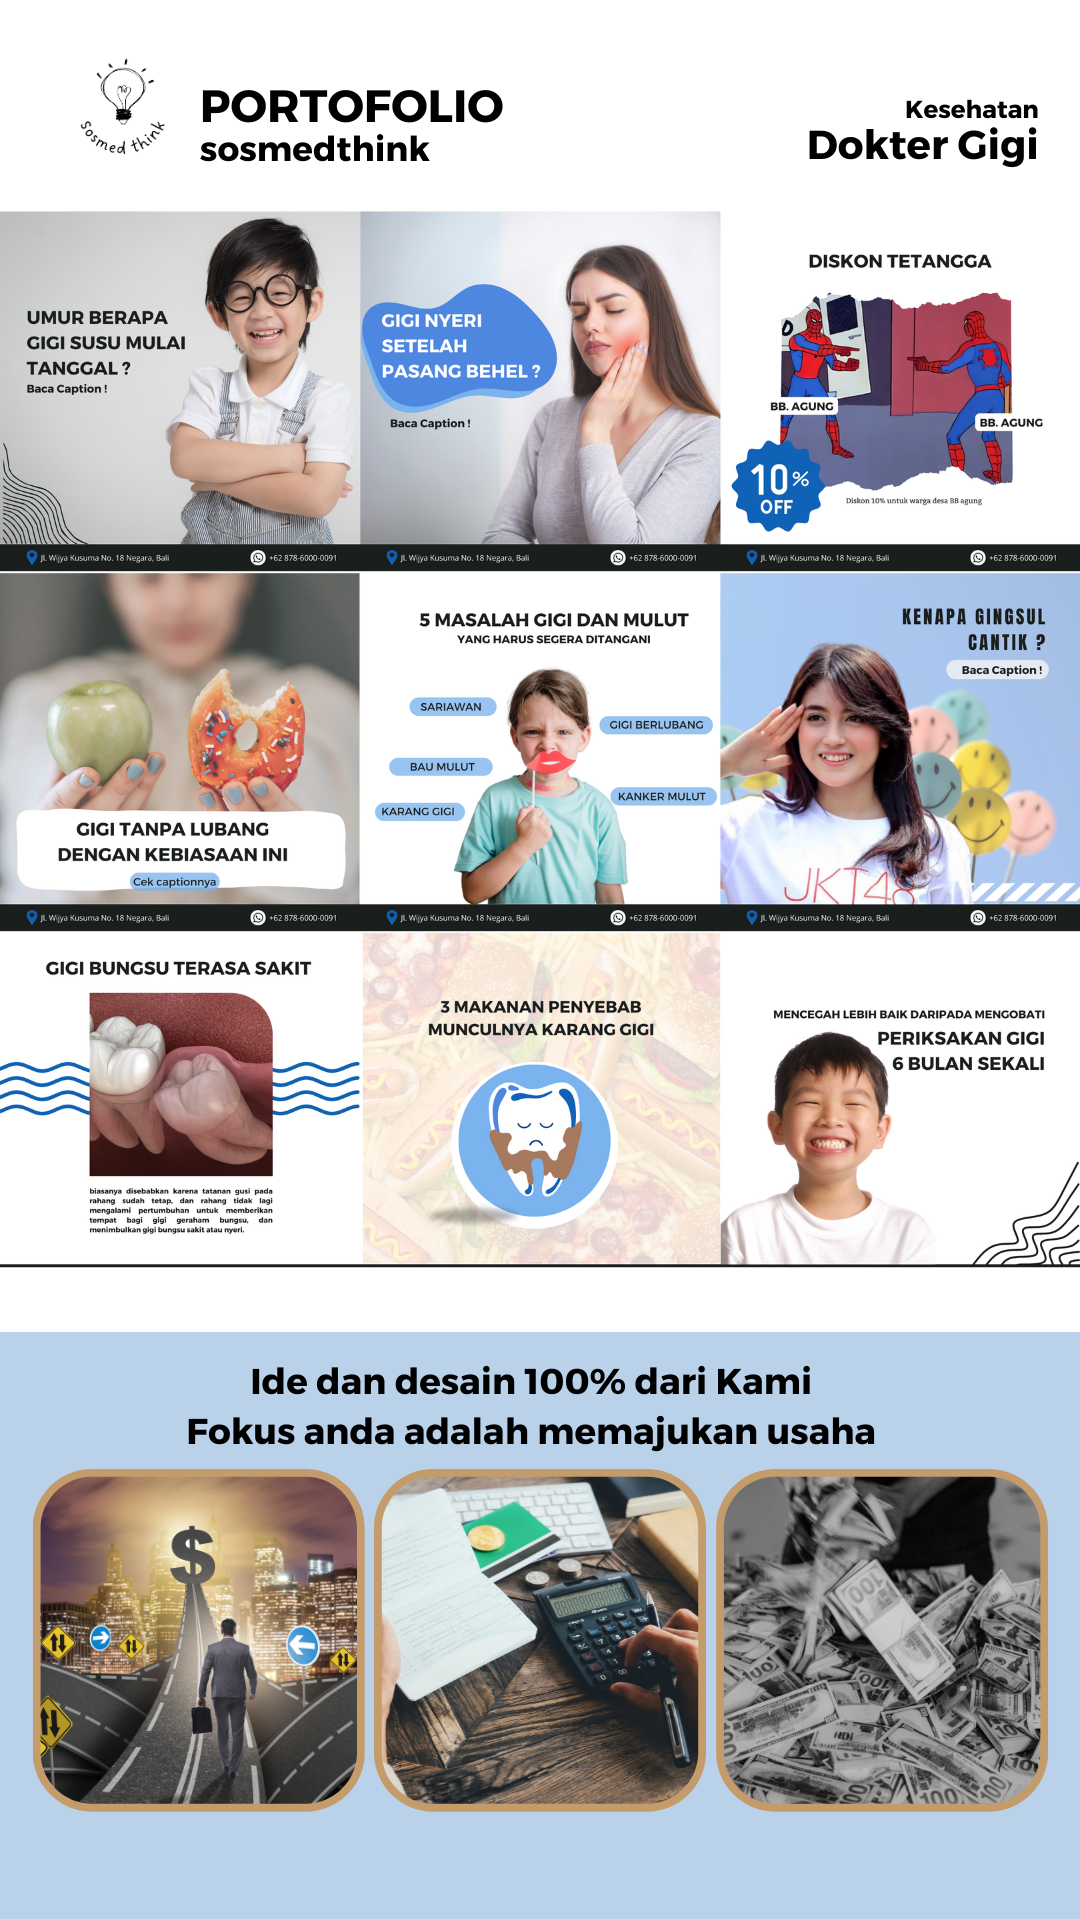 Sosmed think
PORTOFOLIO
sosmedthink
Kesehatan
Dokter Gigi
UMUR BERAPA
GIGI SUSU MULAI
TANGGAL ?
Baca Caption !
Jl. Wijya Kusuma No. 18 Negara, Bali
+62 878-6000-0091
GIGI NYERI
SETELAH
PASANG BEHEL ?
Baca Caption !
Jl. Wijya Kusuma No. 18 Negara, Bali
+62 878-6000-0091
DISKON TETANGGA
BB. AGUNG
BB. AGUNG
10%
OFF
Diskon 10% untuk warga desa BB agung
Jl. Wijya Kusuma No. 18 Negara, Bali
+62 878-6000-0091
GIGI TANPA LUBANG
DENGAN KEBIASAAN INI
Cek captionnya
Jl. Wijya Kusuma No. 18 Negara, Bali
+62 878-6000-0091
5 MASALAH GIGI DAN MULUT
YANG HARUS SEGERA DITANGANI
SARIAWAN
GIGI BERLUBANG
BAU MULUT
KANKER MULUT
KARANG GIGI
Jl. Wijya Kusuma No. 18 Negara, Bali
+62 878-6000-0091
KENAPA GINGSUL
CANTIK ?
Baca Caption !
JKT48
Jl. Wijya Kusuma No. 18 Negara, Bali
+62 878-6000-0091
GIGI BUNGSU TERASA SAKIT
biasanya disebabkan karena tatanan gusi pada
rahang sudah tetap, dan rahang tidak lagi
mengalami pertumbuhan untuk memberikan
tempat bagi gigi geraham bungsu, dan
menimbulkan gigi bungsu sakit atau nyeri.
3 MAKANAN PENYEBAB
MUNCULNYA KARANG GIGI
MENCEGAH LEBIH BAIK DARIPADA MENGOBATI
PERIKSAKAN GIGI
6 BULAN SEKALI
Ide dan desain 100% dari Kami
Fokus anda adalah memajukan usaha
$
100
100
100